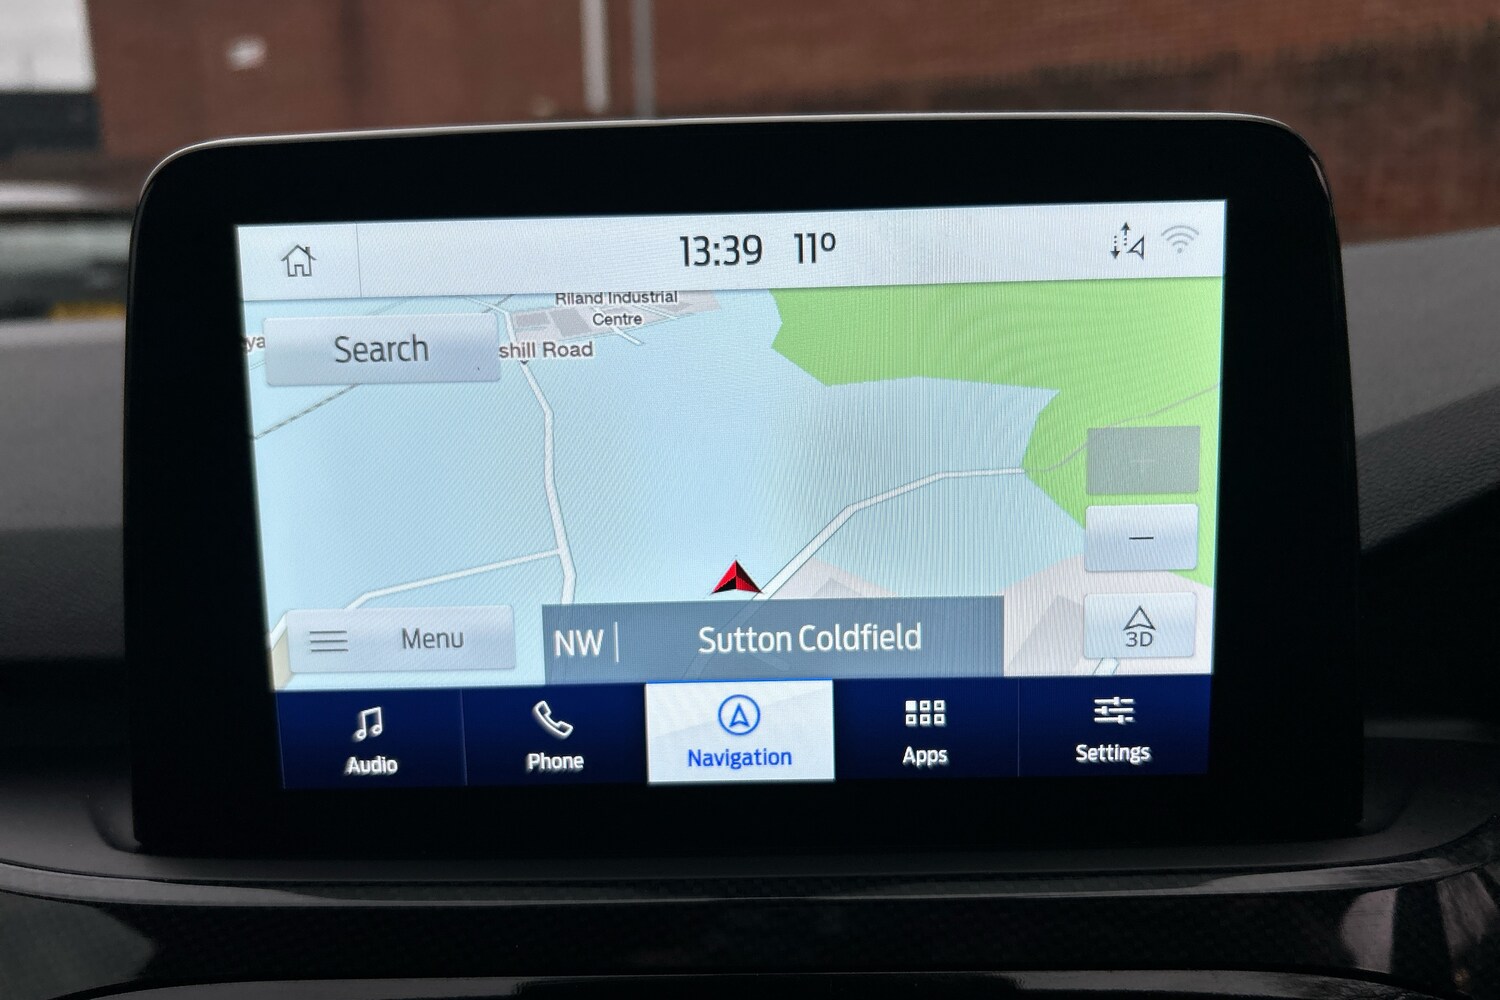 13:39 11°
Riland Industrial
Centre
Search
shill Road
Menu
NW | Sutton Coldfield
3D
Audio
Phone
Navigation
Apps
Settings